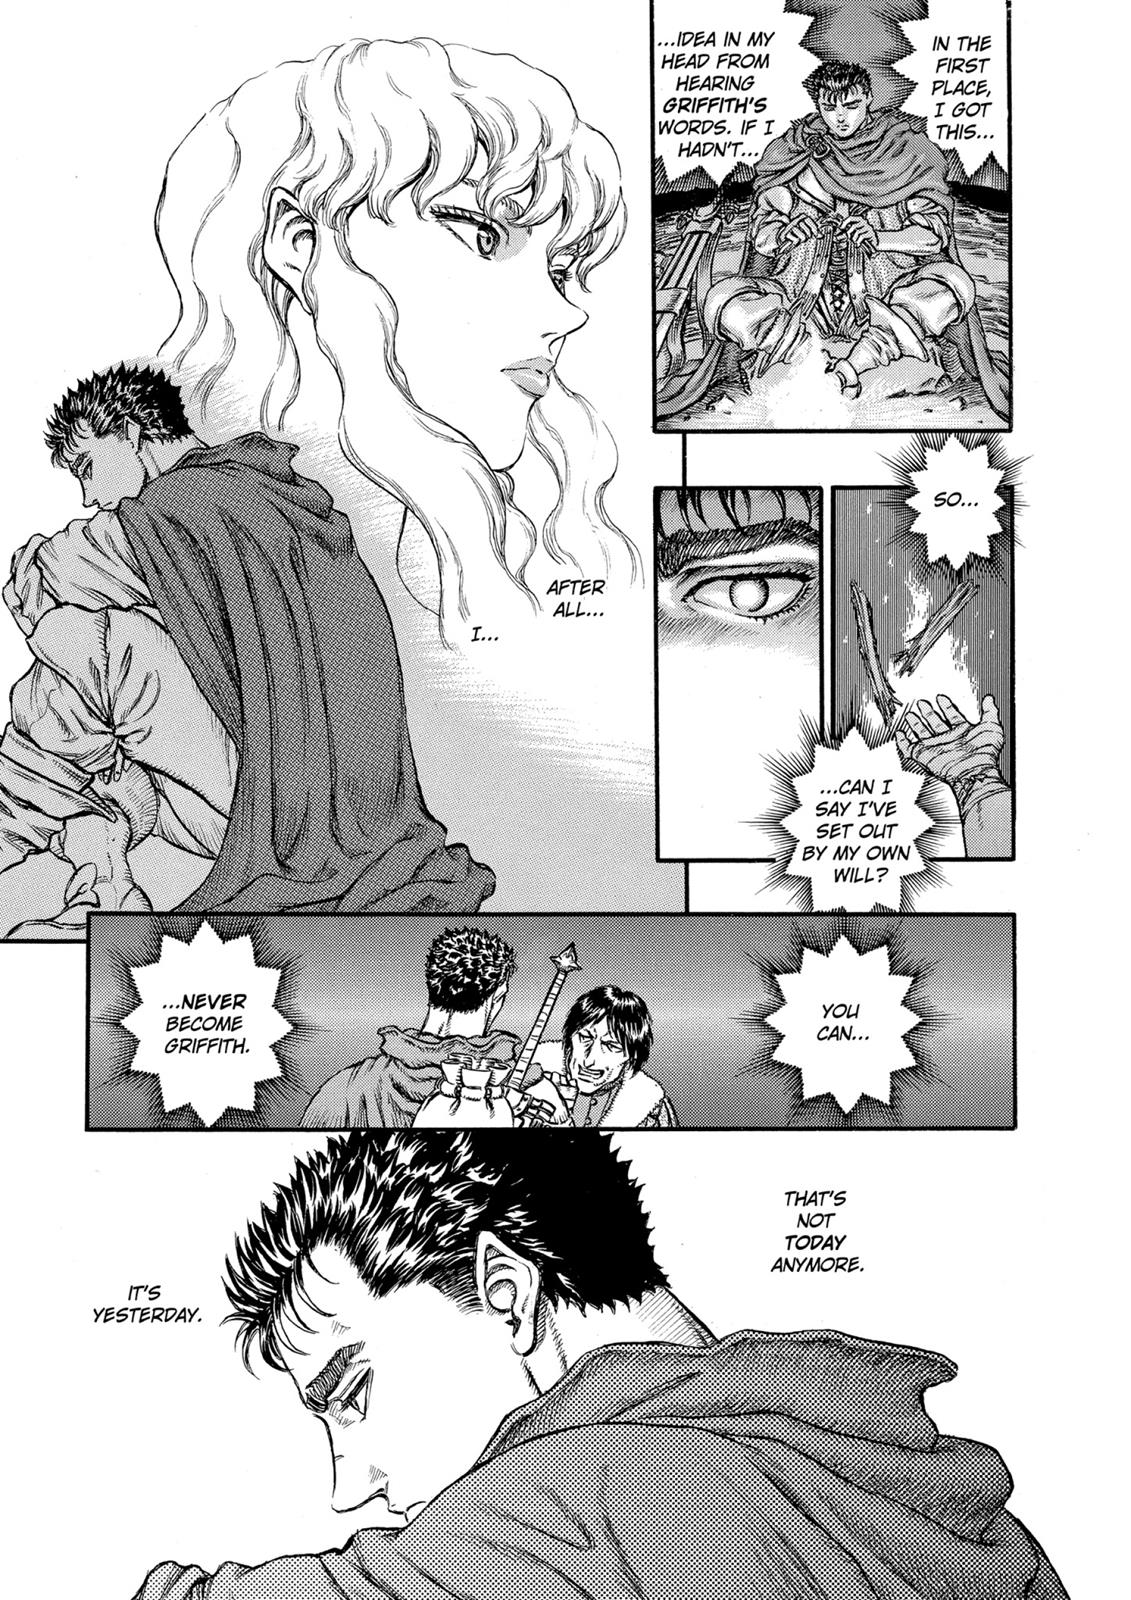 IN THE
FIRST
PLACE,
I GOT
THIS...
...IDEA IN MY
HEAD FROM
HEARING
GRIFFITH'S
WORDS. IF I
HADN'T...
SO...
...CAN I
SAY I'VE
SET OUT
BY MY OWN
WILL?
AFTER
ALL...
I...
YOU
CAN...
...NEVER
BECOME
GRIFFITH.
THAT'S
NOT
TODAY
ANYMORE.
IT'S
YESTERDAY.